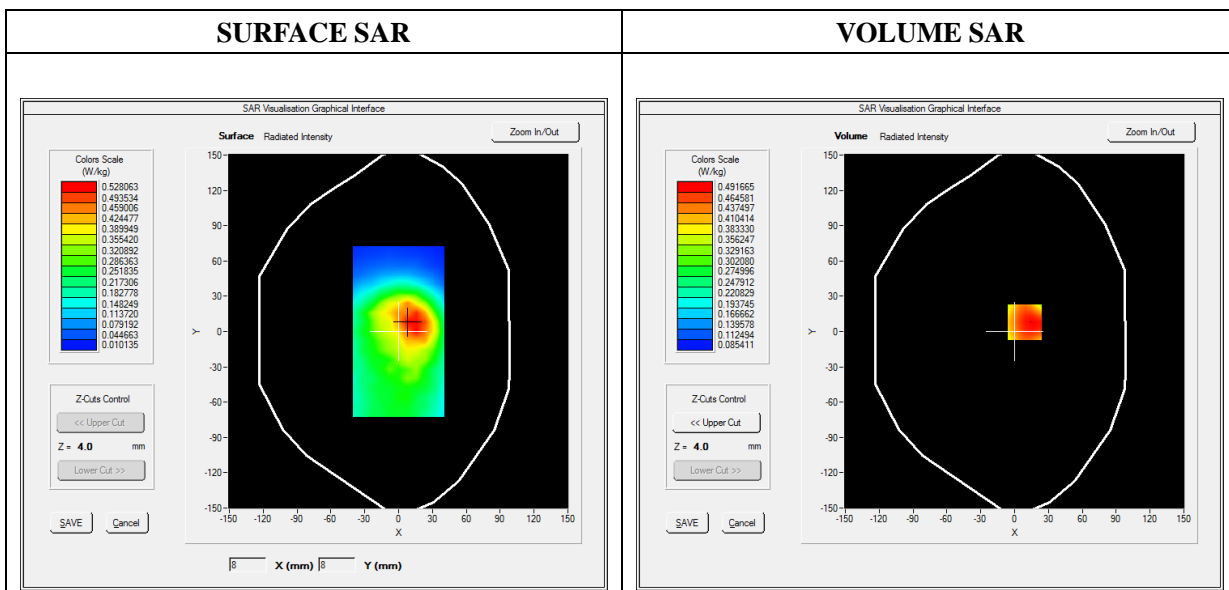 SURFACE SAR
SAR Visualisation Graphical Interface
Surface Radiated Intensity
Zoom In/Out
Colors Scale
(W/kg)
0.528063
0.493534
0.459006
0.424477
0.389949
0.355420
0.320892
0.286363
0.251835
0.217306
0.182778
0.148249
0.113720
0.079192
0.044663
0.010135
Z-Cuts Control
<< Upper Cut
Z = 4.0 mm
Lower Cut >>
SAVE Cancel
150
120
90
60
30
0
-30
-60
-90
-120
-150
Y
-150 -120 -90 -60 -30 0 30 60 90 120 150
X
8 X (mm) 8 Y (mm)
VOLUME SAR
SAR Visualisation Graphical Interface
Volume Radiated Intensity
Zoom In/Out
Colors Scale
(W/kg)
0.491665
0.464581
0.437497
0.410414
0.383330
0.356247
0.329163
0.302080
0.274996
0.247912
0.220829
0.193745
0.166662
0.139578
0.112494
0.085411
Z-Cuts Control
<< Upper Cut
Z = 4.0 mm
Lower Cut >>
SAVE Cancel
150
120
90
60
30
0
-30
-60
-90
-120
-150
Y
-150 -120 -90 -60 -30 0 30 60 90 120 150
X